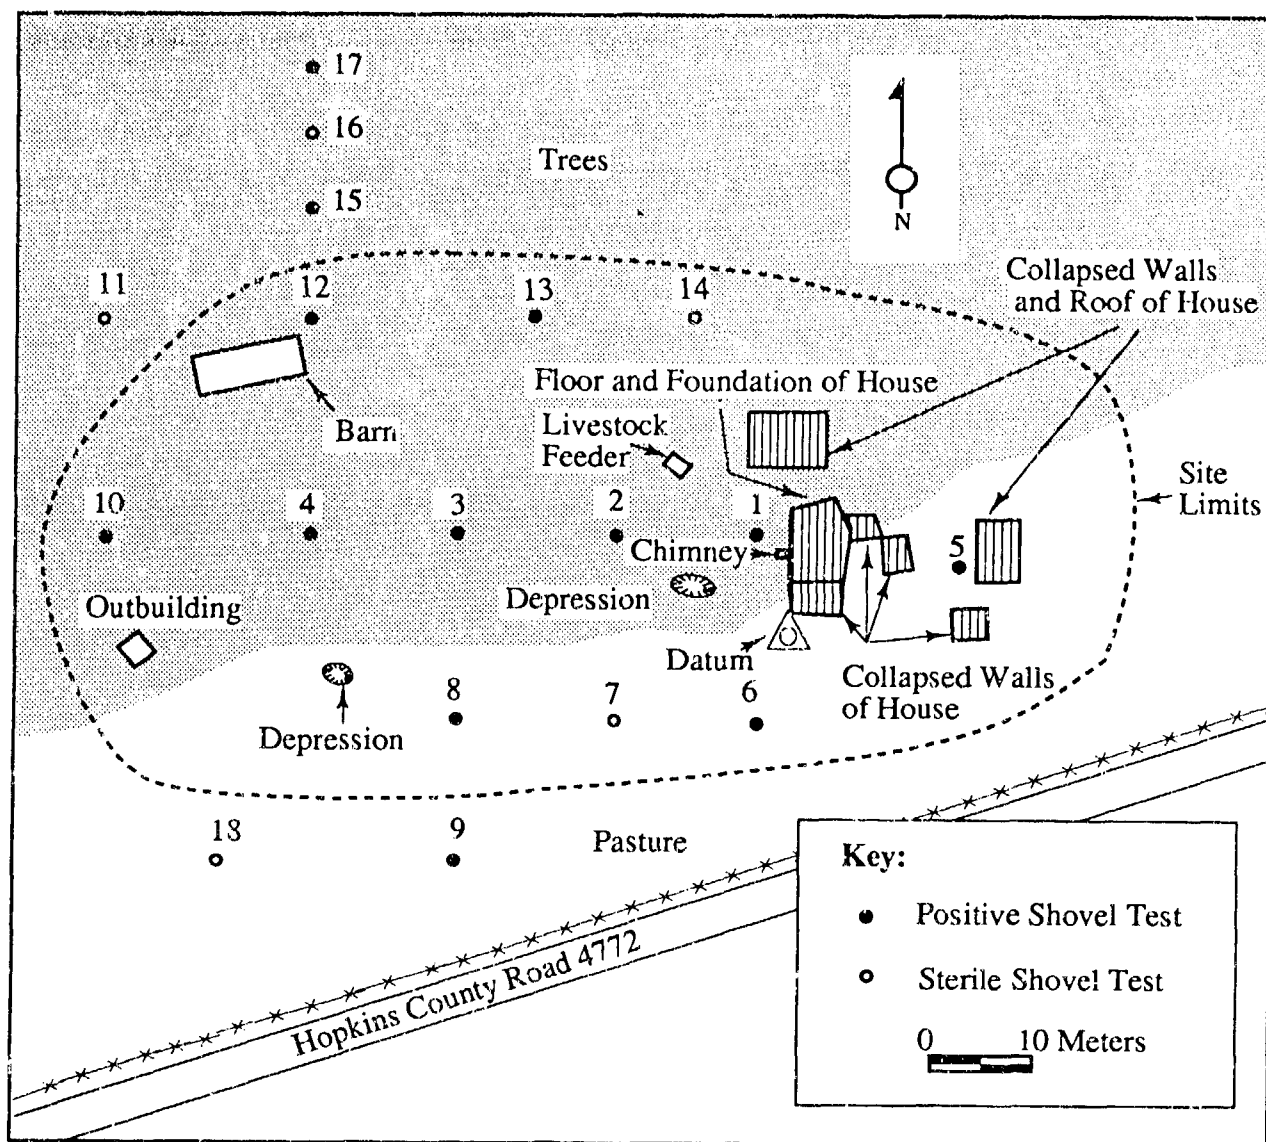 17
16
Trees
15
N
11
12
13
14
Collapsed Walls
and Roof of House
Floor and Foundation of House
Barn
Livestock
Feeder
Site
Limits
10
4
3
2
1
5
Chimney
Outbuilding
Depression
Datum
Collapsed Walls
of House
8
7
6
Depression
18
9
Pasture
Hopkins County Road 4772
Key:
Positive Shovel Test
Sterile Shovel Test
0 10 Meters